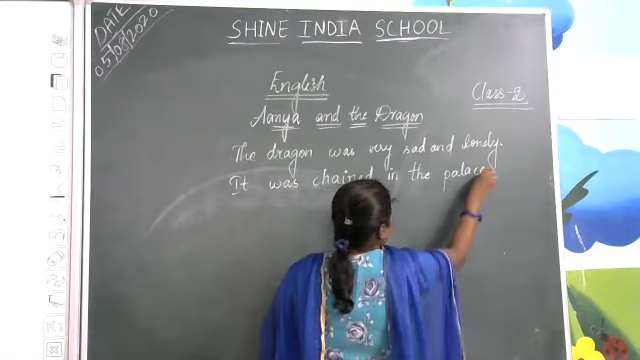 DATE
05/03/2020
SHINE INDIA SCHOOL
English
Class-2
Aanya and the Dragon
The dragon was very sad and lonely.
It was chained in the palace
K1